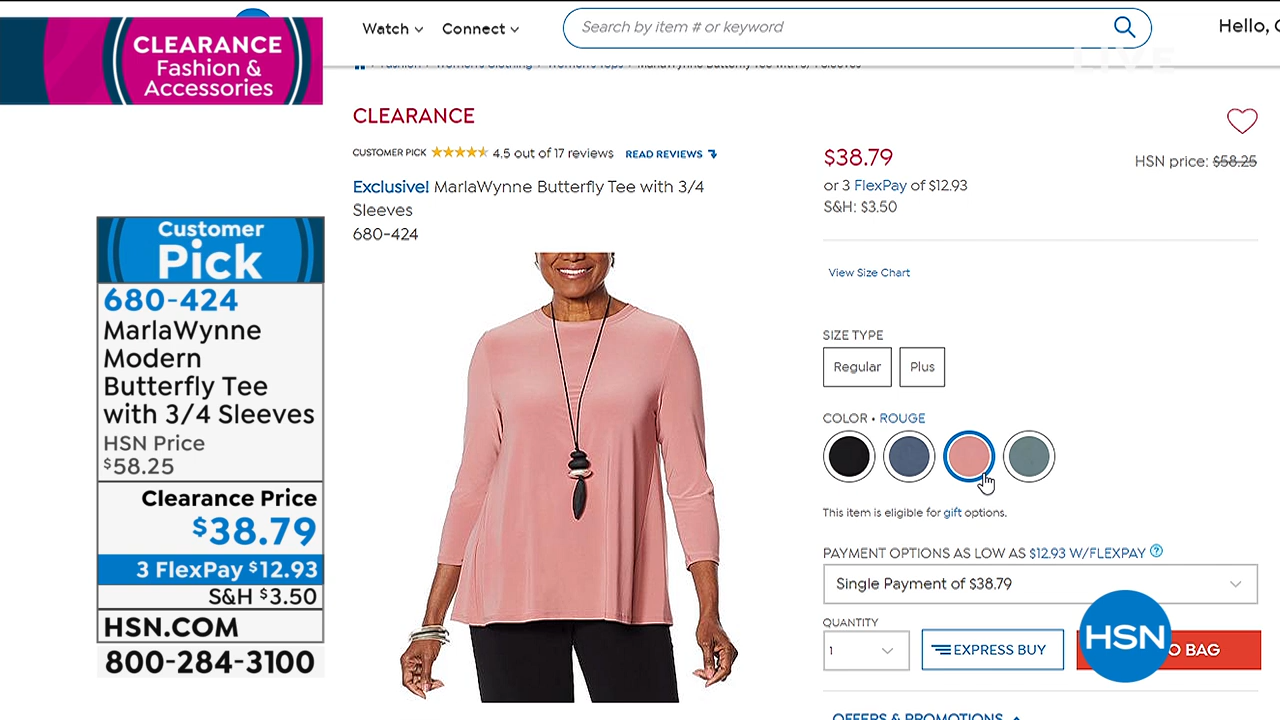 Watch
Connect
Search by item # or keyword
Hello,
LIVE
CLEARANCE
Fashion &
Accessories
CLEARANCE
CUSTOMER PICK
4.5 out of 17 reviews
READ REVIEWS
Exclusive! MarlaWynne Butterfly Tee with 3/4
Sleeves
680-424
$38.79
HSN price: $58.25
or 3 FlexPay of $12.93
S&H: $3.50
View Size Chart
SIZE TYPE
Regular
Plus
COLOR • ROUGE
This item is eligible for gift options.
PAYMENT OPTIONS AS LOW AS $12.93 W/FLEXPAY ?
Single Payment of $38.79
QUANTITY
1
EXPRESS BUY
HSN
O BAG
OFFERS & PROMOTIONS
Customer
Pick
680-424
MarlaWynne
Modern
Butterfly Tee
with 3/4 Sleeves
HSN Price
$58.25
Clearance Price
$38.79
3 FlexPay $12.93
S&H $3.50
HSN.COM
800-284-3100